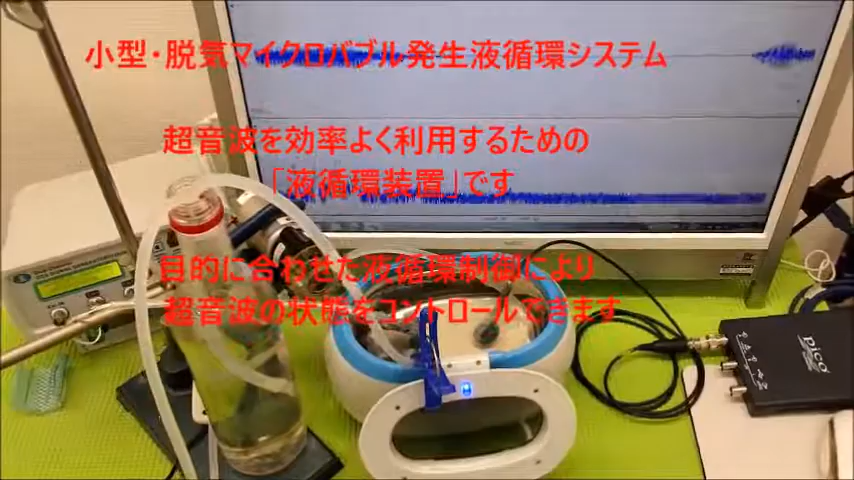 小型・脱気マイクロバブル発生液循環システム
超音波を効率よく利用するための
「液循環装置」です
目的に合わせた液循環制御により
超音波の状態をコントロールできます
pico